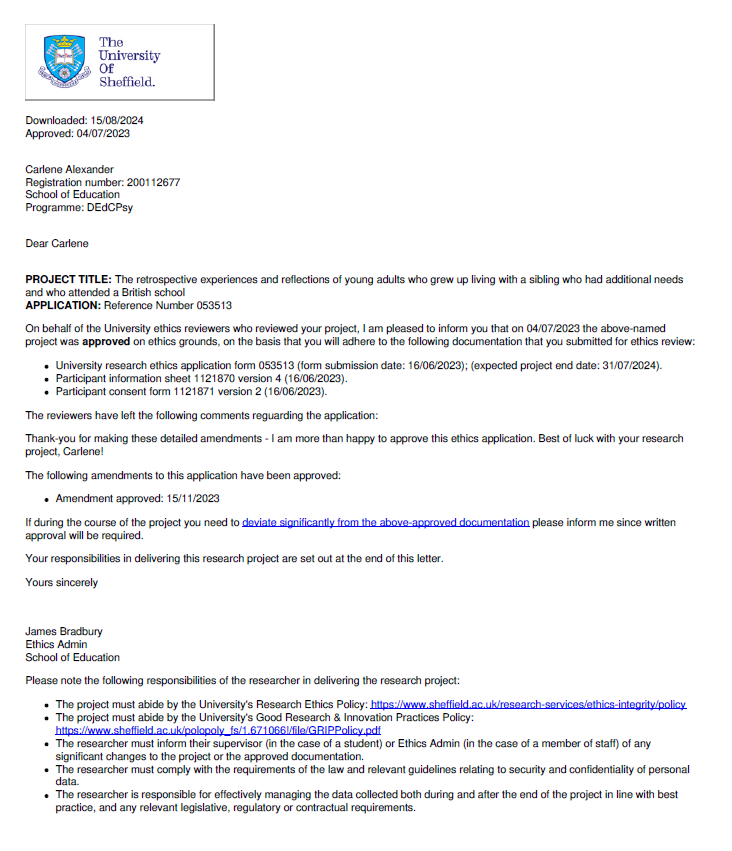 The
University
Of
Sheffield.
Downloaded: 15/08/2024
Approved: 04/07/2023
Carlene Alexander
Registration number: 200112677
School of Education
Programme: DEdCPsy
Dear Carlene
PROJECT TITLE: The retrospective experiences and reflections of young adults who grew up living with a sibling who had additional needs
and who attended a British school
APPLICATION: Reference Number 053513
On behalf of the University ethics reviewers who reviewed your project, I am pleased to inform you that on 04/07/2023 the above-named
project was approved on ethics grounds, on the basis that you will adhere to the following documentation that you submitted for ethics review:
• University research ethics application form 053513 (form submission date: 16/06/2023); (expected project end date: 31/07/2024).
• Participant information sheet 1121870 version 4 (16/06/2023).
• Participant consent form 1121871 version 2 (16/06/2023).
The reviewers have left the following comments reguarding the application:
Thank-you for making these detailed amendments - I am more than happy to approve this ethics application. Best of luck with your research
project, Carlene!
The following amendments to this application have been approved:
• Amendment approved: 15/11/2023
If during the course of the project you need to deviate significantly from the above-approved documentation please inform me since written
approval will be required.
Your responsibilities in delivering this research project are set out at the end of this letter.
Yours sincerely
James Bradbury
Ethics Admin
School of Education
Please note the following responsibilities of the researcher in delivering the research project:
• The project must abide by the University's Research Ethics Policy: https://www.sheffield.ac.uk/research-services/ethics-integrity/policy
• The project must abide by the University's Good Research & Innovation Practices Policy:
https://www.sheffield.ac.uk/polopoly_fs/1.671066!/file/GRIPPolicy.pdf
• The researcher must inform their supervisor (in the case of a student) or Ethics Admin (in the case of a member of staff) of any
significant changes to the project or the approved documentation.
• The researcher must comply with the requirements of the law and relevant guidelines relating to security and confidentiality of personal
data.
• The researcher is responsible for effectively managing the data collected both during and after the end of the project in line with best
practice, and any relevant legislative, regulatory or contractual requirements.